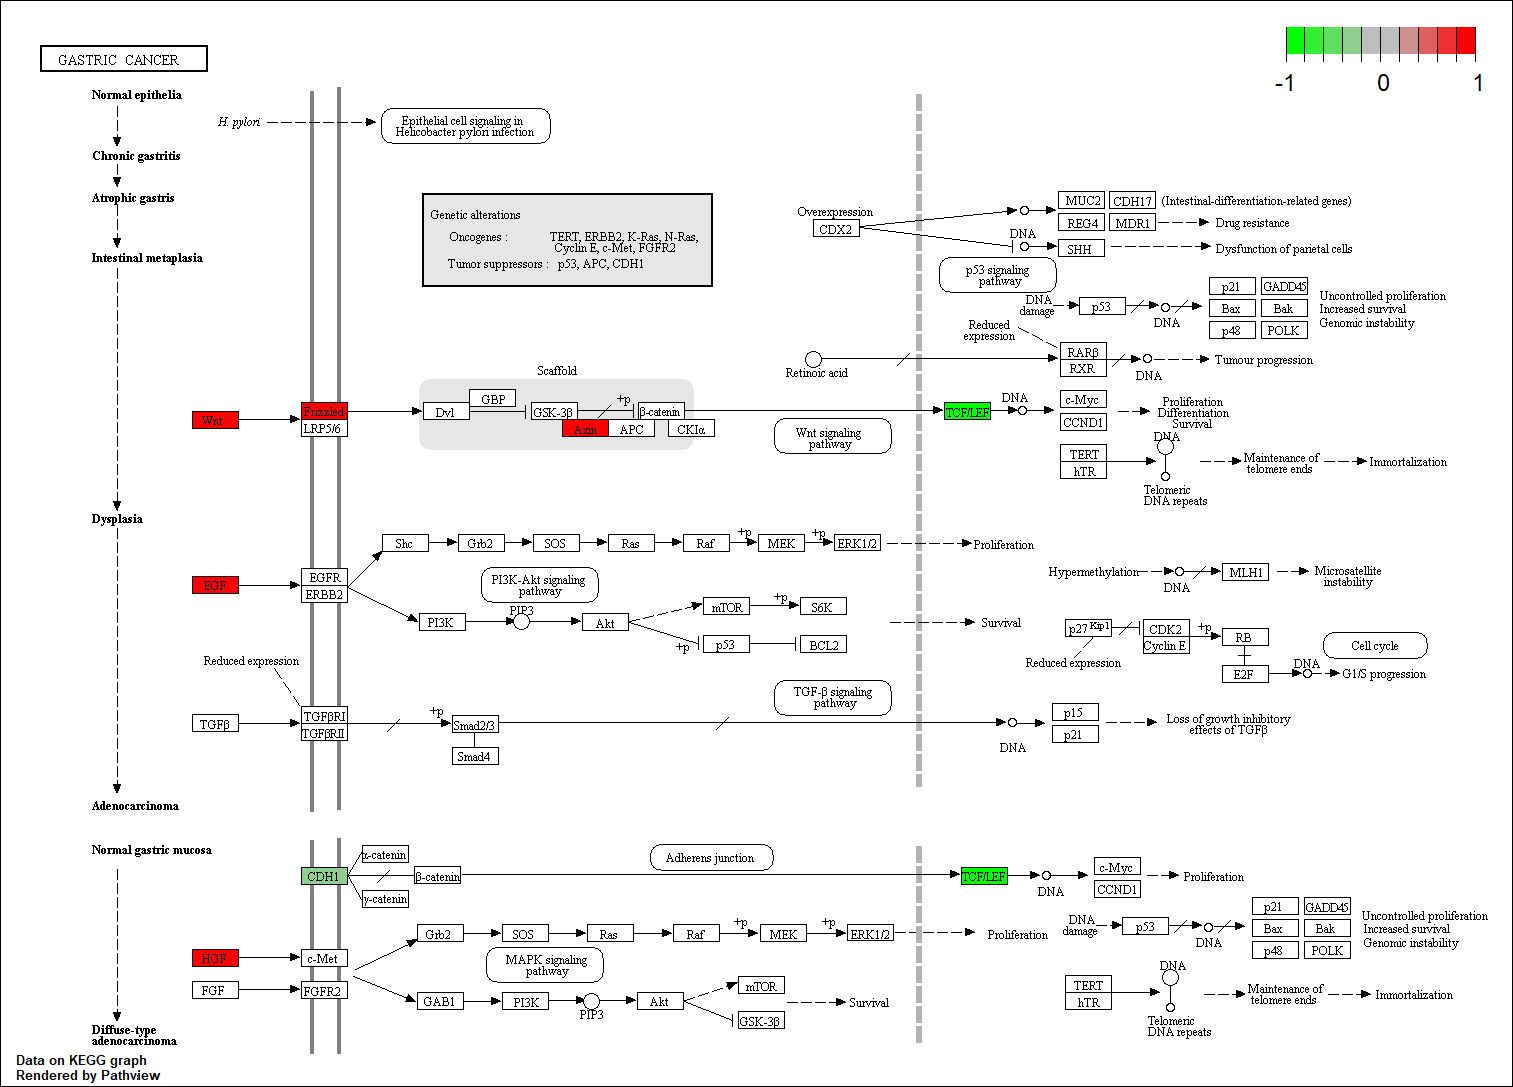 GASTRIC CANCER
-1 0 1
Normal epithelia
H. pylori
Epithelial cell signaling in
Helicobacter pylori infection
Chronic gastritis
Atrophic gastris
Intestinal metaplasia
Dysplasia
Adenocarcinoma
Genetic alterations
Oncogenes : TERT, ERBB2, K-Ras, N-Ras,
Cyclin E, c-Met, FGFR2
Tumor suppressors : p53, APC, CDH1
Overexpression
CDX2
MUC2 CDH17 (Intestinal-differentiation-related genes)
REG4 MDR1 Drug resistance
DNA
SHH Dysfunction of parietal cells
p53 signaling
pathway
DNA
damage
p53
DNA
p21 GADD45
Bax Bak
p48 POLK
Uncontrolled proliferation
Increased survival
Genomic instability
Reduced
expression
Retinoic acid
RARβ
RXR
DNA
Tumour progression
Scaffold
Wnt
Frizzled
LRP5/6
Dvl
GBP
GSK-3β
+p
β-catenin
Axin
APC
CKIα
Wnt signaling
pathway
TCF/LEF
DNA
c-Myc
CCND1
Proliferation
Differentiation
Survival
DNA
TERT
hTR
Telomeric
DNA repeats
Maintenance of
telomere ends
Immortalization
Shc Grb2 SOS Ras Raf +p MEK +p ERK1/2 Proliferation
EGF
EGFR
ERBB2
PI3K-Akt signaling
pathway
PI3K
PIP3
Akt
mTOR +p S6K
+p p53 BCL2
Survival
Hypermethylation
DNA
MLH1
Microsatellite
instability
p27 Kip1
Reduced expression
CDK2
Cyclin E
+p
RB
E2F
DNA
Cell cycle
G1/S progression
Reduced expression
TGFβ
TGFβRI
TGFβRII
+p
Smad2/3
Smad4
TGF-β signaling
pathway
DNA
p15
p21
Loss of growth inhibitory
effects of TGFβ
Normal gastric mucosa
Diffuse-type
adenocarcinoma
CDH1
α-catenin
β-catenin
γ-catenin
Adherens junction
TCF/LEF
DNA
c-Myc
CCND1
Proliferation
HGF
c-Met
FGF
FGFR2
Grb2 SOS Ras Raf +p MEK +p ERK1/2 Proliferation
MAPK signaling
pathway
GAB1 PI3K PIP3 Akt
mTOR
GSK-3β
Survival
DNA
damage
p53
DNA
p21 GADD45
Bax Bak
p48 POLK
Uncontrolled proliferation
Increased survival
Genomic instability
DNA
TERT
hTR
Telomeric
DNA repeats
Maintenance of
telomere ends
Immortalization
Data on KEGG graph
Rendered by Pathview